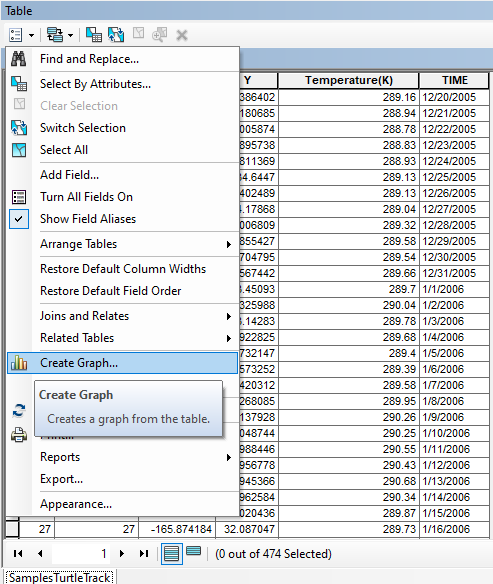 Table
Find and Replace...
Select By Attributes...
Clear Selection
Switch Selection
Select All
Add Field...
Turn All Fields On
Show Field Aliases
Arrange Tables
Restore Default Column Widths
Restore Default Field Order
Joins and Relates
Related Tables
Create Graph...
Create Graph
Creates a graph from the table.
Reports
Export...
Appearance...
Y Temperature(K) TIME
386402 289.16 12/20/2005
180685 288.94 12/21/2005
005874 288.78 12/22/2005
895738 288.83 12/23/2005
811369 288.93 12/24/2005
4.6447 289.13 12/25/2005
402489 289.13 12/26/2005
.17868 289.04 12/27/2005
006809 289.32 12/28/2005
855427 289.58 12/29/2005
704795 289.54 12/30/2005
567442 289.66 12/31/2005
.45093 289.7 1/1/2006
325988 290.04 1/2/2006
.14283 289.78 1/3/2006
922825 289.68 1/4/2006
732147 289.4 1/5/2006
573252 289.39 1/6/2006
420312 289.58 1/7/2006
268085 289.95 1/8/2006
137928 290.26 1/9/2006
048744 290.25 1/10/2006
988446 290.55 1/11/2006
956778 290.43 1/12/2006
945366 290.68 1/13/2006
962584 290.34 1/14/2006
020436 289.87 1/15/2006
27 27 -165.874184 32.087047 289.73 1/16/2006
1 (0 out of 474 Selected)
SamplesTurtleTrack